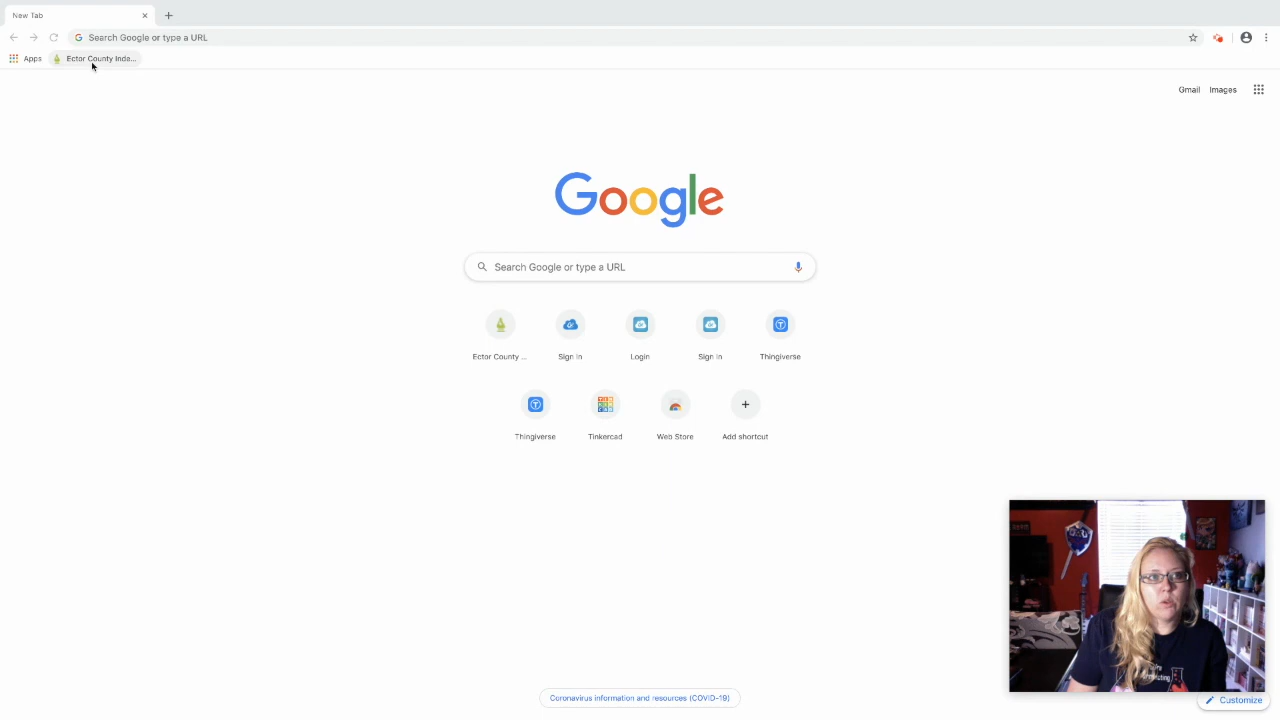 New Tab
Search Google or type a URL
Apps
Ector County Inde...
Gmail
Images
Google
Search Google or type a URL
Ector County ...
Sign In
Login
Sign in
Thingiverse
Thingiverse
Tinkercad
Web Store
Add shortcut
Coronavirus information and resources (COVID-19)
Customize